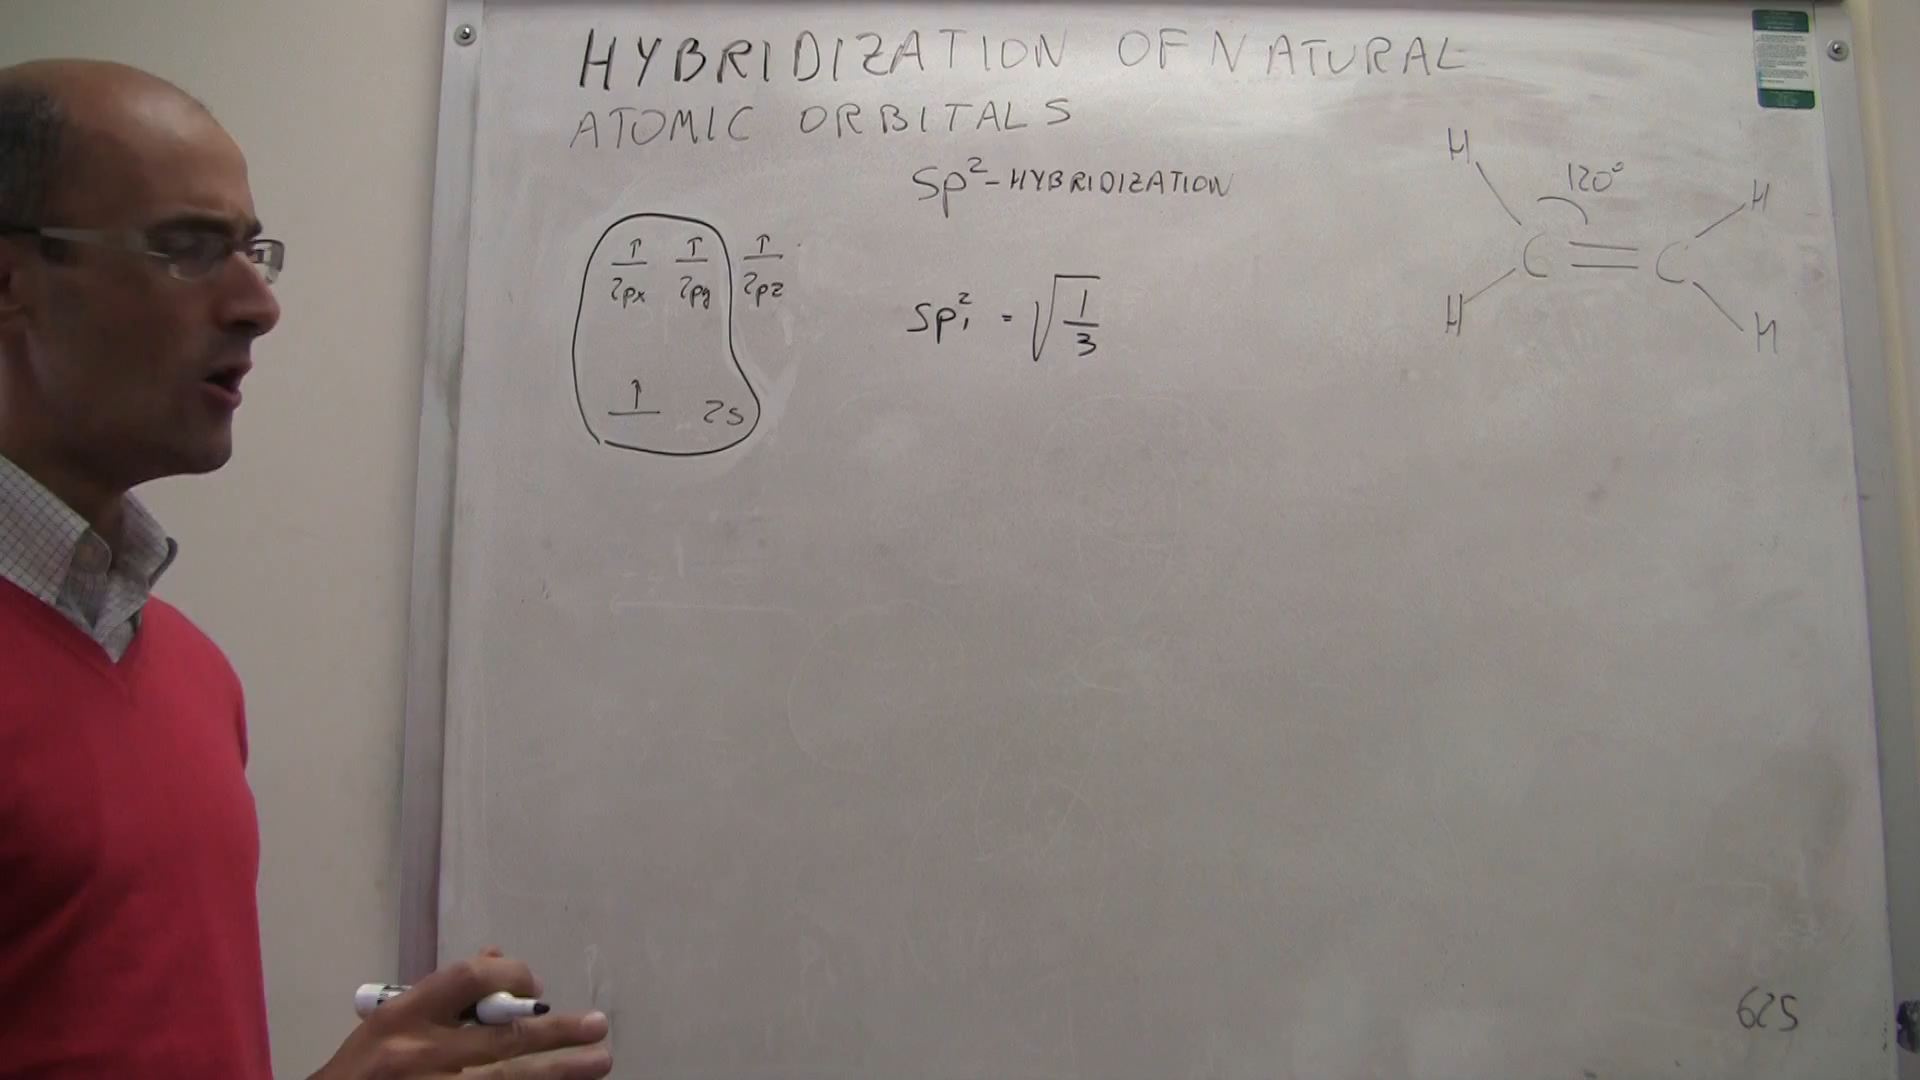 HYBRIDIZATION OF NATURAL
ATOMIC ORBITALS
Sp²-HYBRIDIZATION
↑ ↑ ↑
2px 2py 2pz
↑ 2s
Sp²₁ = √1/3
H 120° H
C = C
H H
625